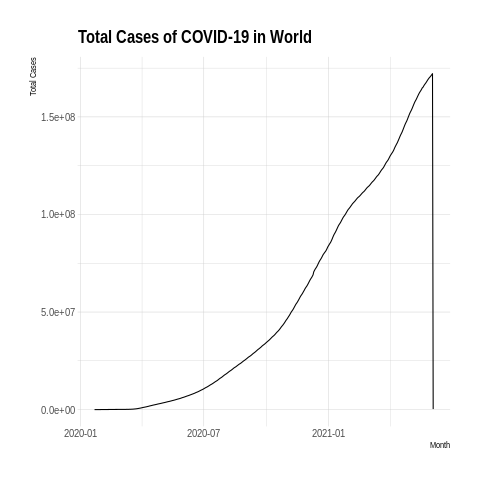 Total Cases of COVID-19 in World
Total Cases
1.5e+08
1.0e+08
5.0e+07
0.0e+00
2020-01 2020-07 2021-01
Month